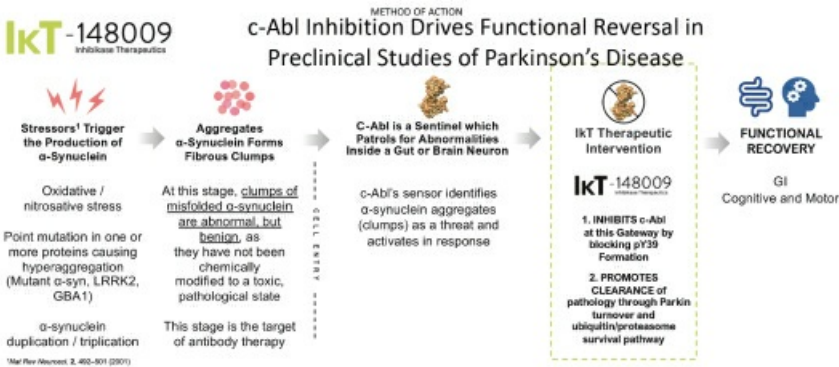 METHOD OF ACTION
IKT-148009
Inhibikase Therapeutics
c-Abl Inhibition Drives Functional Reversal in
Preclinical Studies of Parkinson's Disease
Stressors¹ Trigger
the Production of
α-Synuclein
Oxidative /
nitrosative stress
Point mutation in one or
more proteins causing
hyperaggregation
(Mutant α-syn, LRRK2,
GBA1)
α-synuclein
duplication / triplication
Aggregates
α-Synuclein Forms
Fibrous Clumps
At this stage, clumps of
misfolded α-synuclein
are abnormal, but
benign, as
they have not been
chemically
modified to a toxic,
pathological state
This stage is the target
of antibody therapy
CELL ENTRY
C-Abl is a Sentinel which
Patrols for Abnormalities
Inside a Gut or Brain Neuron
c-Abl's sensor identifies
α-synuclein aggregates
(clumps) as a threat and
activates in response
IkT Therapeutic
Intervention
IKT-148009
Inhibikase Therapeutics
1. INHIBITS c-Abl
at this Gateway by
blocking pY39
Formation
2. PROMOTES
CLEARANCE of
pathology through Parkin
turnover and
ubiquitin/proteasome
survival pathway
FUNCTIONAL
RECOVERY
GI
Cognitive and Motor
¹Nat Rev Neurosci. 2, 492–501 (2001)